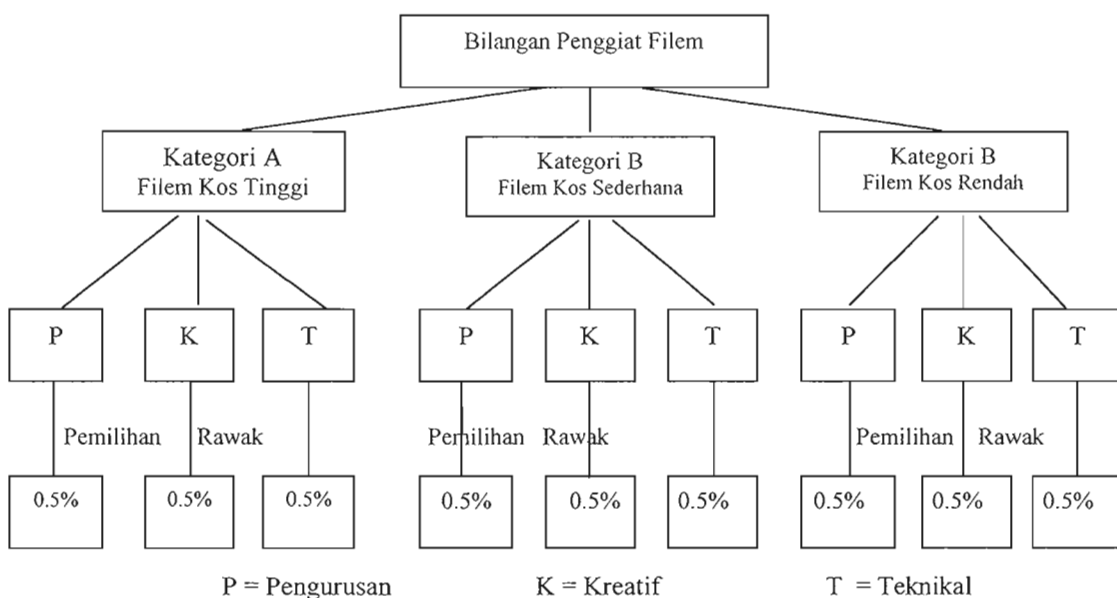 Bilangan Penggiat Filem
Kategori A
Filem Kos Tinggi
Kategori B
Filem Kos Sederhana
Kategori B
Filem Kos Rendah
P K T P K T P K T
Pemilihan Rawak Pemilihan Rawak Pemilihan Rawak
0.5% 0.5% 0.5% 0.5% 0.5% 0.5% 0.5% 0.5% 0.5%
P = Pengurusan K = Kreatif T = Teknikal